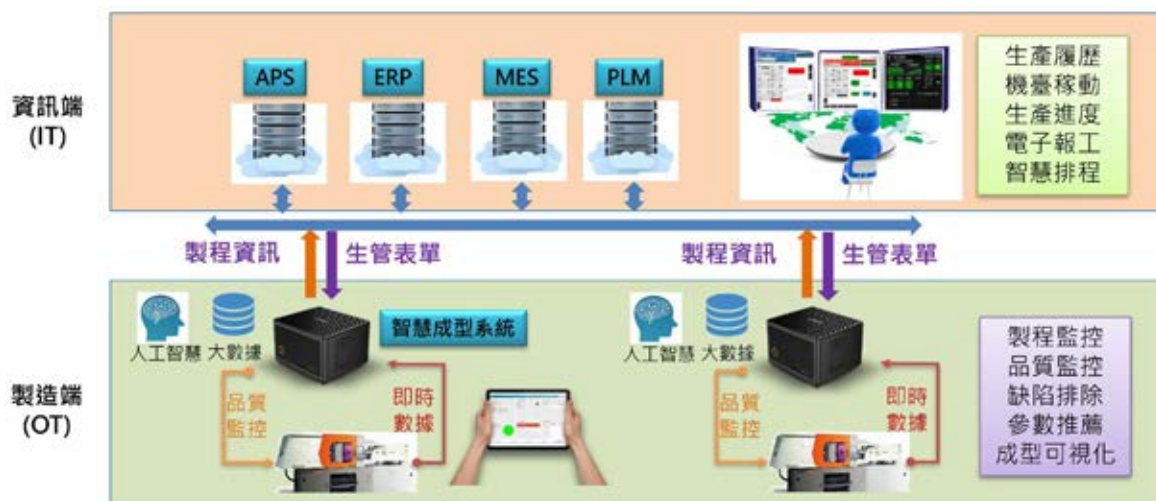 資訊端
(IT)
APS
ERP
MES
PLM
生產履歷
機臺稼動
生產進度
電子報工
智慧排程
製程資訊
生管表單
製程資訊
生管表單
製造端
(OT)
人工智慧
大數據
智慧成型系統
品質
監控
即時
數據
人工智慧
大數據
品質
監控
即時
數據
製程監控
品質監控
缺陷排除
參數推薦
成型可視化